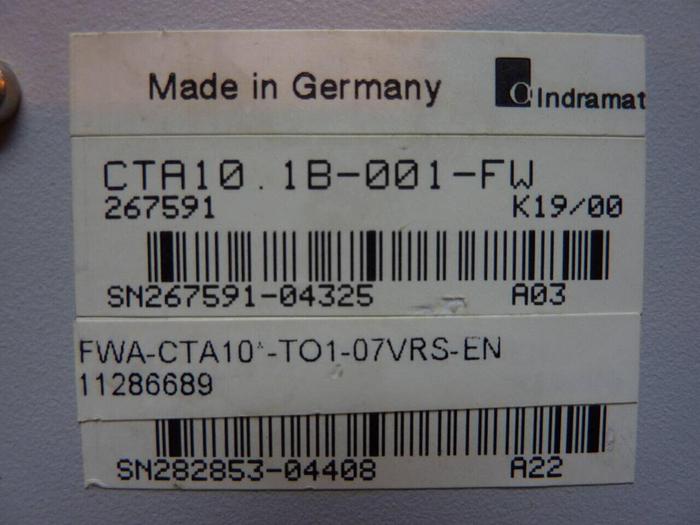 Made in Germany
Indramat
CTA10.1B-001-FW
267591 K19/00
SN267591-04325 A03
FWA-CTA10*-TO1-07VRS-EN
11286689
SN282853-04408 A22